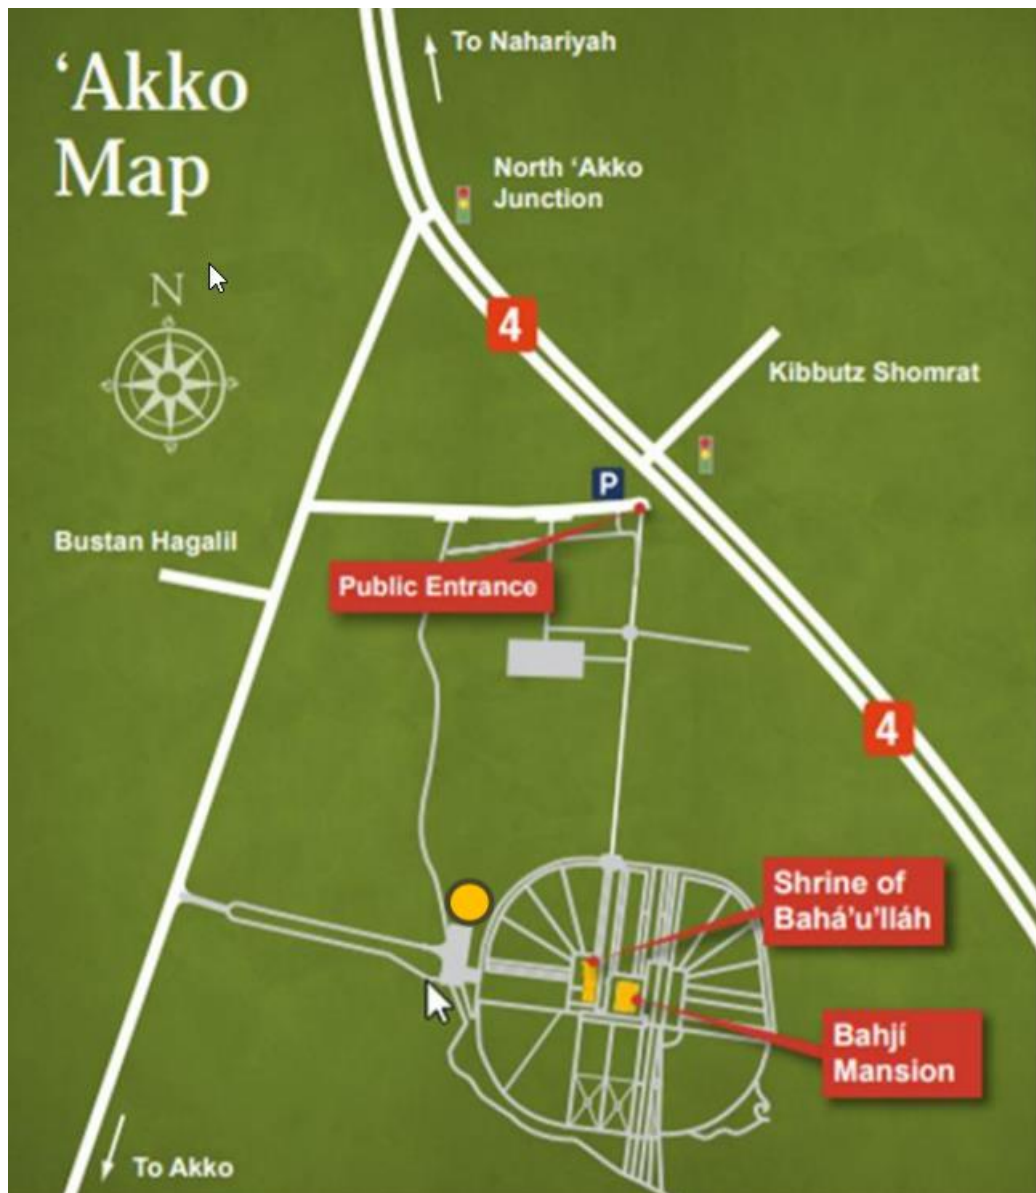 ‘Akko
Map
To Nahariyah
North ‘Akko
Junction
N
4
Kibbutz Shomrat
P
Bustan Hagalil
Public Entrance
4
Shrine of
Bahá’u’lláh
Bahjí
Mansion
To Akko